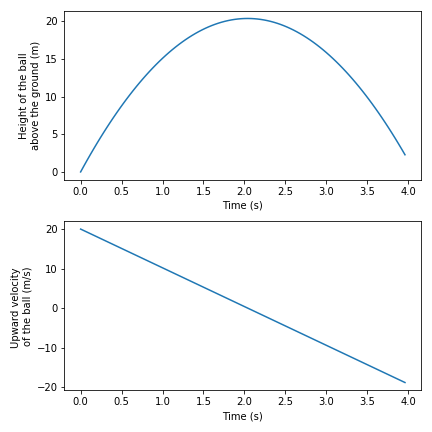 Height of the ball
above the ground (m)
20
15
10
5
0
0.0 0.5 1.0 1.5 2.0 2.5 3.0 3.5 4.0
Time (s)
Upward velocity
of the ball (m/s)
20
10
0
−10
−20
0.0 0.5 1.0 1.5 2.0 2.5 3.0 3.5 4.0
Time (s)